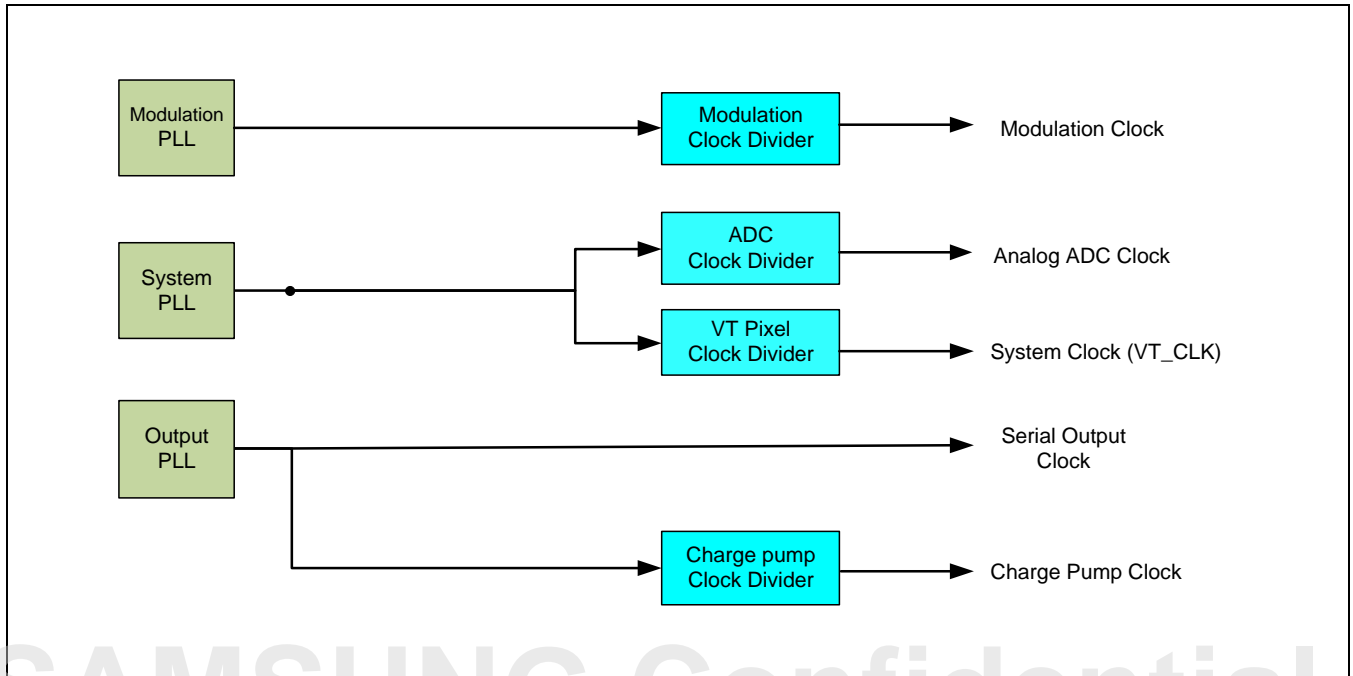 Modulation
PLL
Modulation
Clock Divider
Modulation Clock
System
PLL
ADC
Clock Divider
Analog ADC Clock
VT Pixel
Clock Divider
System Clock (VT_CLK)
Output
PLL
Serial Output
Clock
Charge pump
Clock Divider
Charge Pump Clock
SAMSUNG Confidential